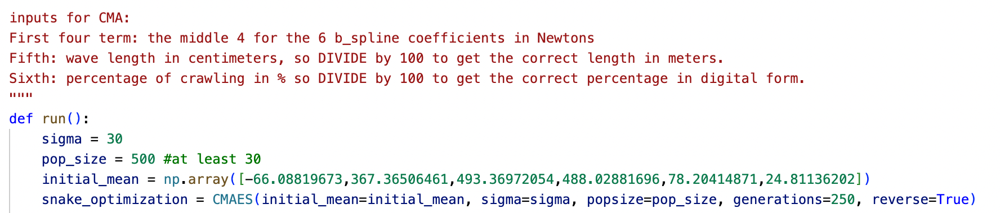 inputs for CMA:
First four term: the middle 4 for the 6 b_spline coefficients in Newtons
Fifth: wave length in centimeters, so DIVIDE by 100 to get the correct length in meters.
Sixth: percentage of crawling in % so DIVIDE by 100 to get the correct percentage in digital form.
"""
def run():
    sigma = 30
    pop_size = 500 #at least 30
    initial_mean = np.array([-66.08819673,367.36506461,493.36972054,488.02881696,78.20414871,24.81136202])
    snake_optimization = CMAES(initial_mean=initial_mean, sigma=sigma, popsize=pop_size, generations=250, reverse=True)